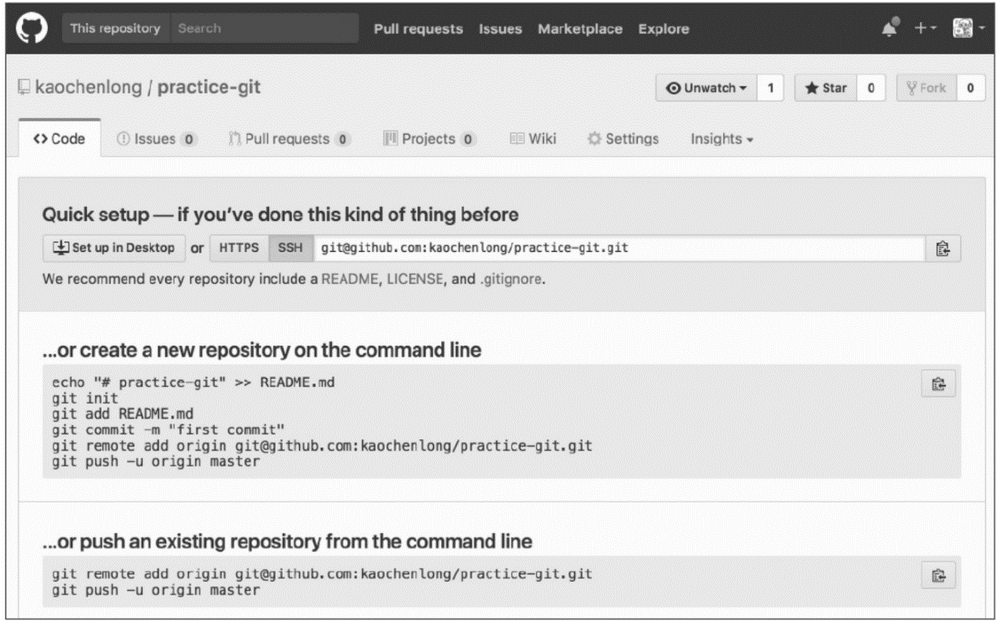 This repository Search Pull requests Issues Marketplace Explore
kaochenlong / practice-git Unwatch 1 Star 0 Fork 0
<> Code Issues 0 Pull requests 0 Projects 0 Wiki Settings Insights
Quick setup — if you've done this kind of thing before
Set up in Desktop or HTTPS SSH git@github.com:kaochenlong/practice-git.git
We recommend every repository include a README, LICENSE, and .gitignore.
...or create a new repository on the command line
echo "# practice-git" >> README.md
git init
git add README.md
git commit -m "first commit"
git remote add origin git@github.com:kaochenlong/practice-git.git
git push -u origin master
...or push an existing repository from the command line
git remote add origin git@github.com:kaochenlong/practice-git.git
git push -u origin master